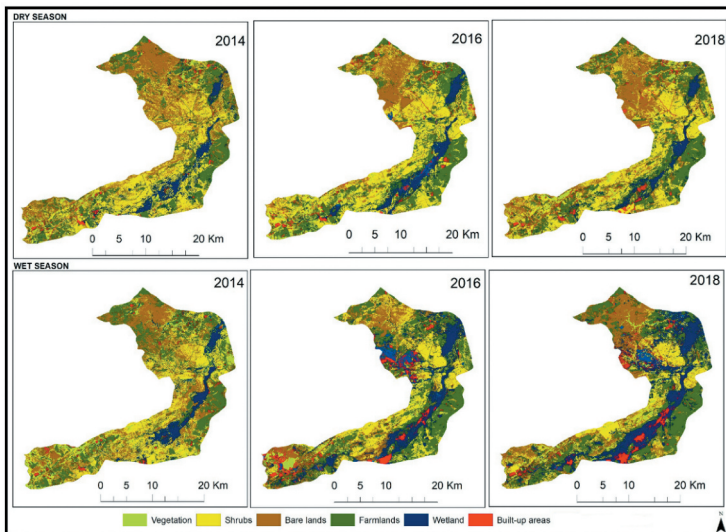 DRY SEASON
2014
2016
2018
0 5 10 20 Km
0 5 10 20 Km
0 5 10 20 Km
WET SEASON
2014
2016
2018
0 5 10 20 Km
0 5 10 20 Km
0 5 10 20 Km
Vegetation Shrubs Bare lands Farmlands Wetland Built-up areas
N